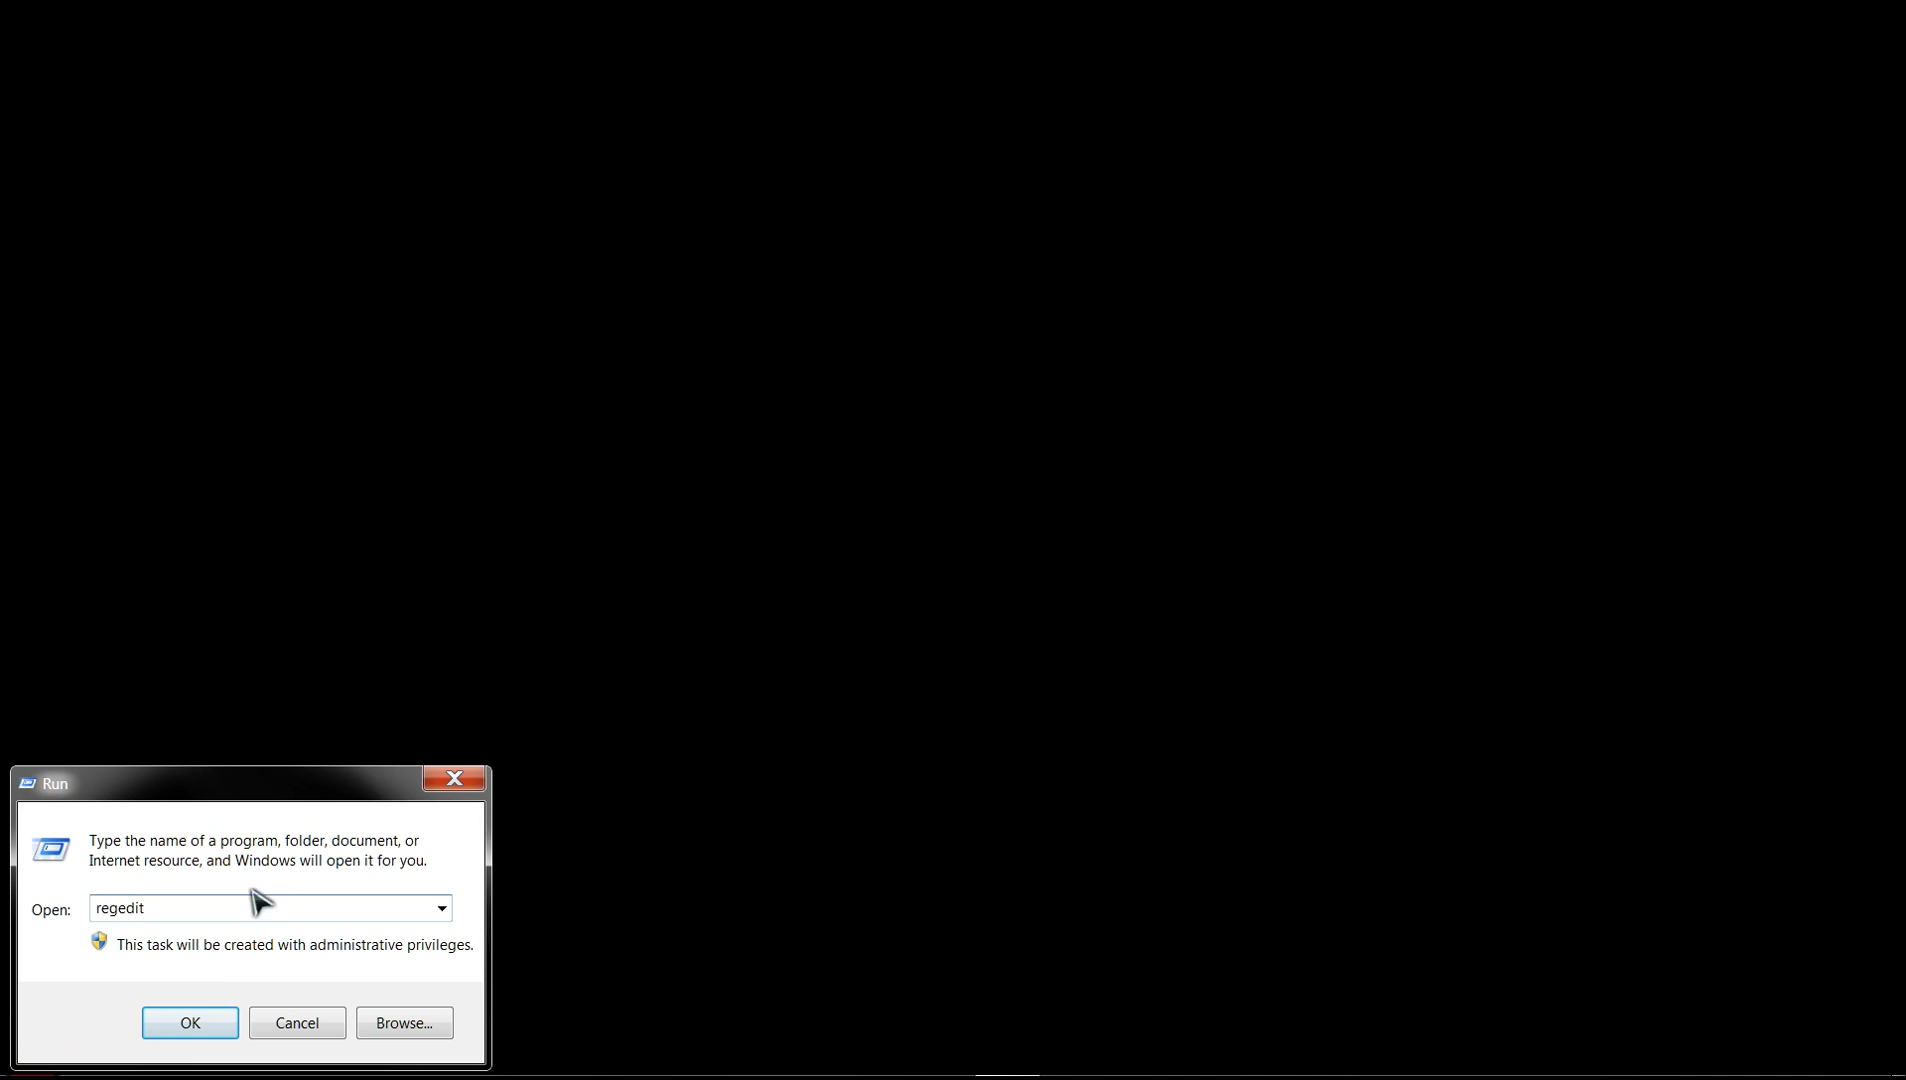 Run
Type the name of a program, folder, document, or
Internet resource, and Windows will open it for you.
Open: regedit
This task will be created with administrative privileges.
OK Cancel Browse...